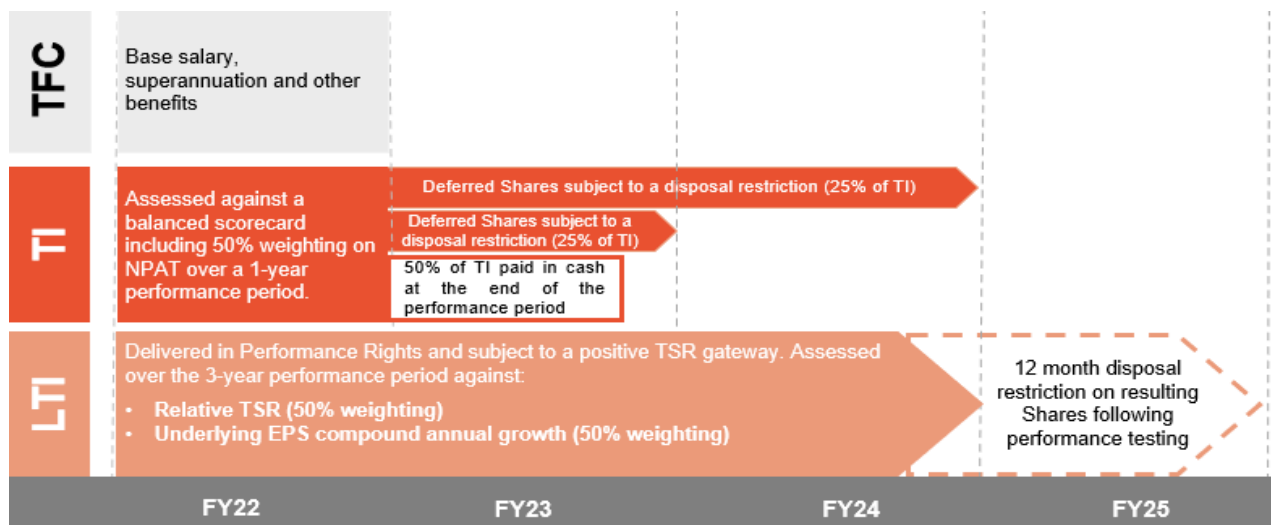 TFC
Base salary,
superannuation and other
benefits
TI
Assessed against a
balanced scorecard
including 50% weighting on
NPAT over a 1-year
performance period.
Deferred Shares subject to a disposal restriction (25% of TI)
Deferred Shares subject to a
disposal restriction (25% of TI)
50% of TI paid in cash
at the end of the
performance period
LTI
Delivered in Performance Rights and subject to a positive TSR gateway. Assessed
over the 3-year performance period against:
• Relative TSR (50% weighting)
• Underlying EPS compound annual growth (50% weighting)
12 month disposal
restriction on resulting
Shares following
performance testing
FY22 FY23 FY24 FY25